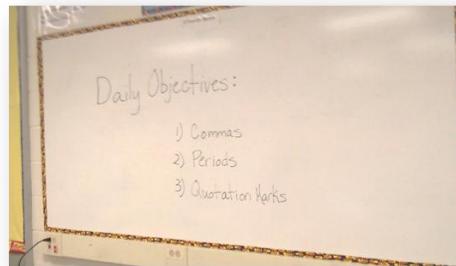 Daily Objectives:
1) Commas
2) Periods
3) Quotation Marks